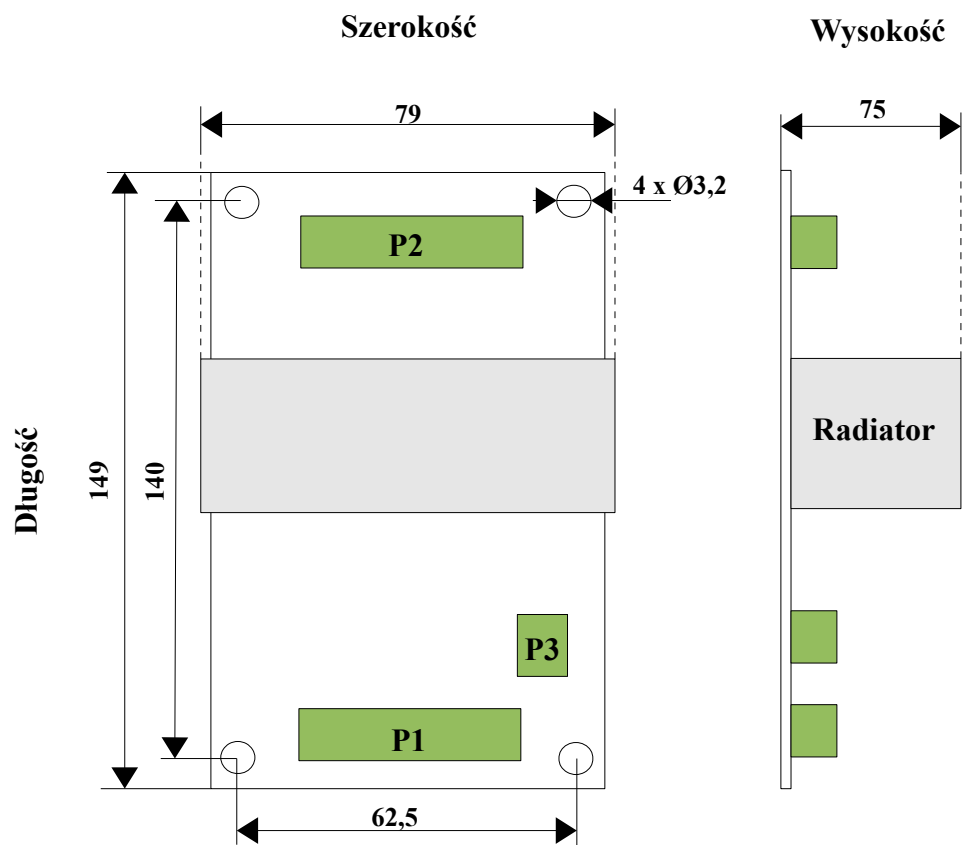 Szerokość
Wysokość
79
75
4 x Ø3,2
P2
Długość
149
140
Radiator
P3
P1
62,5